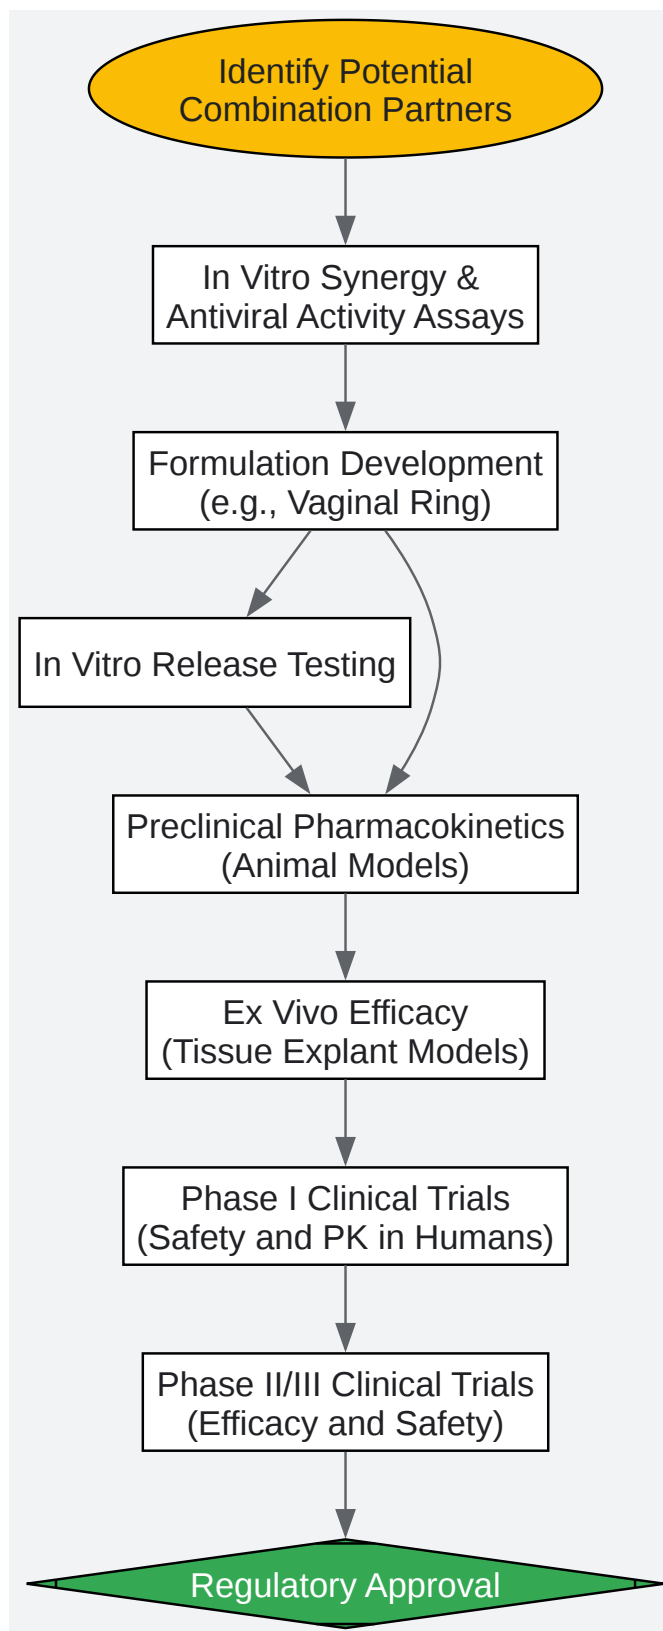 Identify Potential
Combination Partners
In Vitro Synergy &
Antiviral Activity Assays
Formulation Development
(e.g., Vaginal Ring)
In Vitro Release Testing
Preclinical Pharmacokinetics
(Animal Models)
Ex Vivo Efficacy
(Tissue Explant Models)
Phase I Clinical Trials
(Safety and PK in Humans)
Phase II/III Clinical Trials
(Efficacy and Safety)
Regulatory Approval